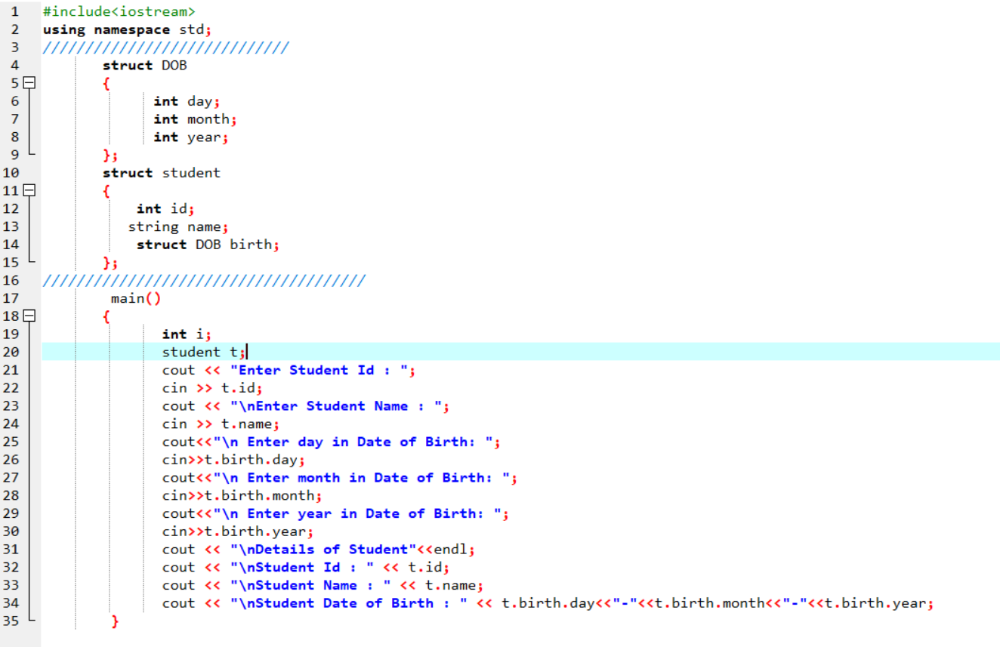 1 #include<iostream>
2 using namespace std;
3 /////////////////////////////
4 struct DOB
5 {
6 int day;
7 int month;
8 int year;
9 };
10 struct student
11 {
12 int id;
13 string name;
14 struct DOB birth;
15 };
16 //////////////////////////////////////
17 main()
18 {
19 int i;
20 student t;
21 cout << "Enter Student Id : ";
22 cin >> t.id;
23 cout << "\nEnter Student Name : ";
24 cin >> t.name;
25 cout<<"\n Enter day in Date of Birth: ";
26 cin>>t.birth.day;
27 cout<<"\n Enter month in Date of Birth: ";
28 cin>>t.birth.month;
29 cout<<"\n Enter year in Date of Birth: ";
30 cin>>t.birth.year;
31 cout << "\nDetails of Student"<<endl;
32 cout << "\nStudent Id : " << t.id;
33 cout << "\nStudent Name : " << t.name;
34 cout << "\nStudent Date of Birth : " << t.birth.day<<"-"<<t.birth.month<<"-"<<t.birth.year;
35 }